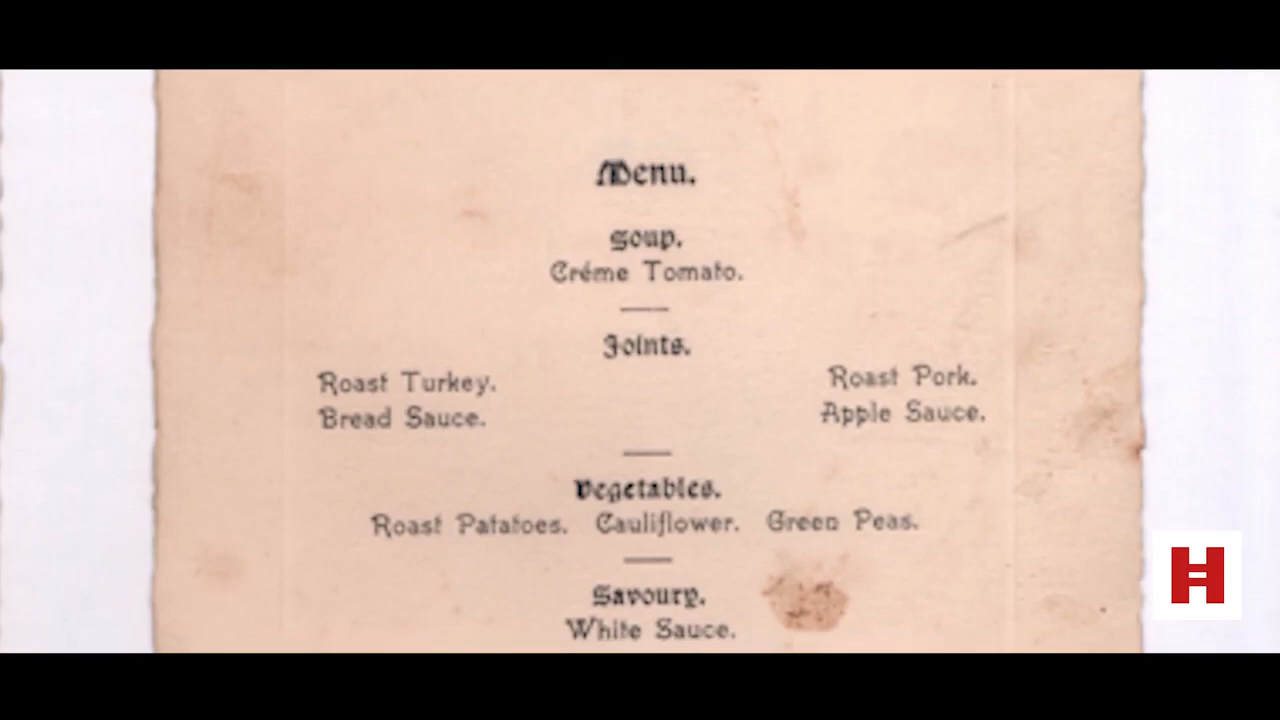 Menu.
Soup.
Créme Tomato.
Joints.
Roast Turkey. Roast Pork.
Bread Sauce. Apple Sauce.
Vegetables.
Roast Patatoes. Cauliflower. Green Peas.
Savoury.
White Sauce.
H